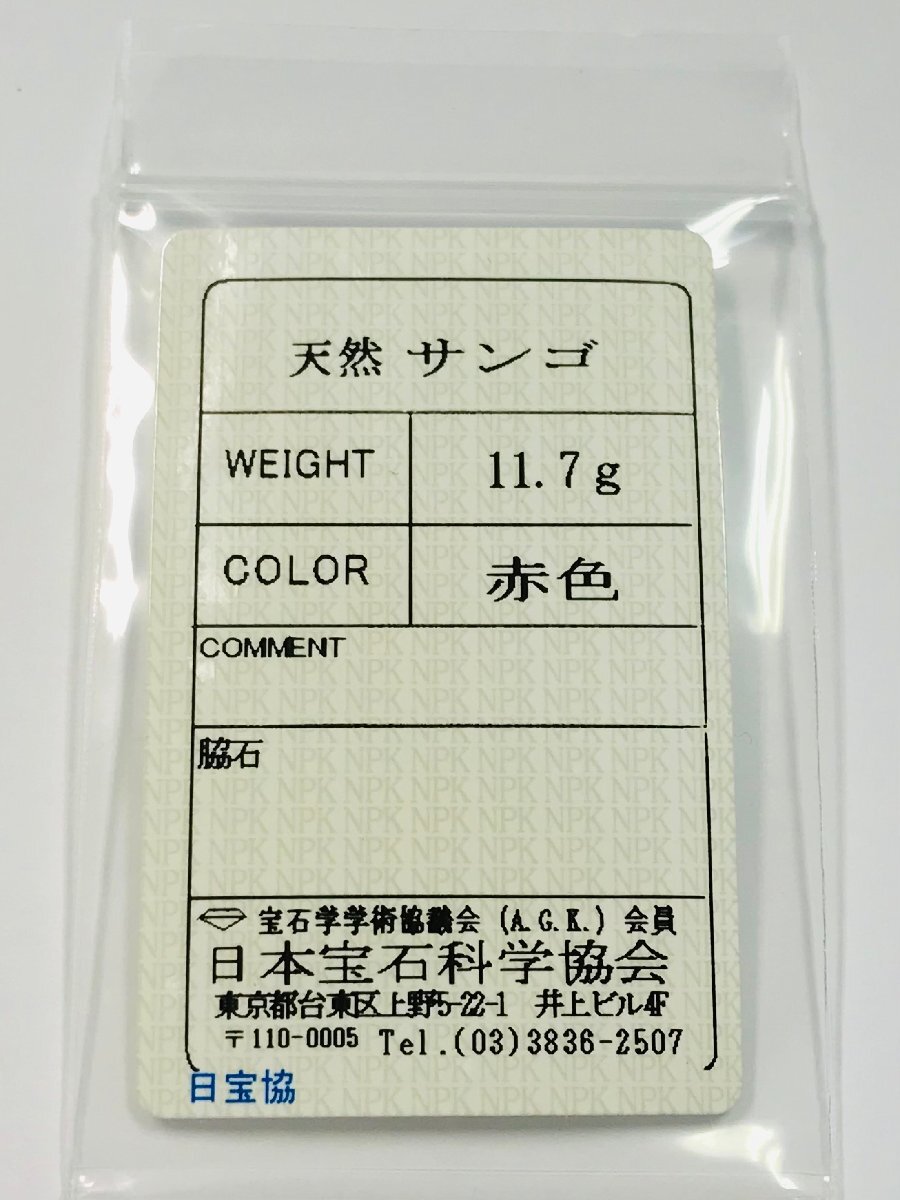 天然 サンゴ
WEIGHT 11.7g
COLOR 赤色
COMMENT
脇石
宝石学学術協議会 (A.G.K.) 会員
日本宝石科学協会
東京都台東区上野5-22-1 井上ビル4F
〒110-0005 Tel.(03)3836-2507
日宝協